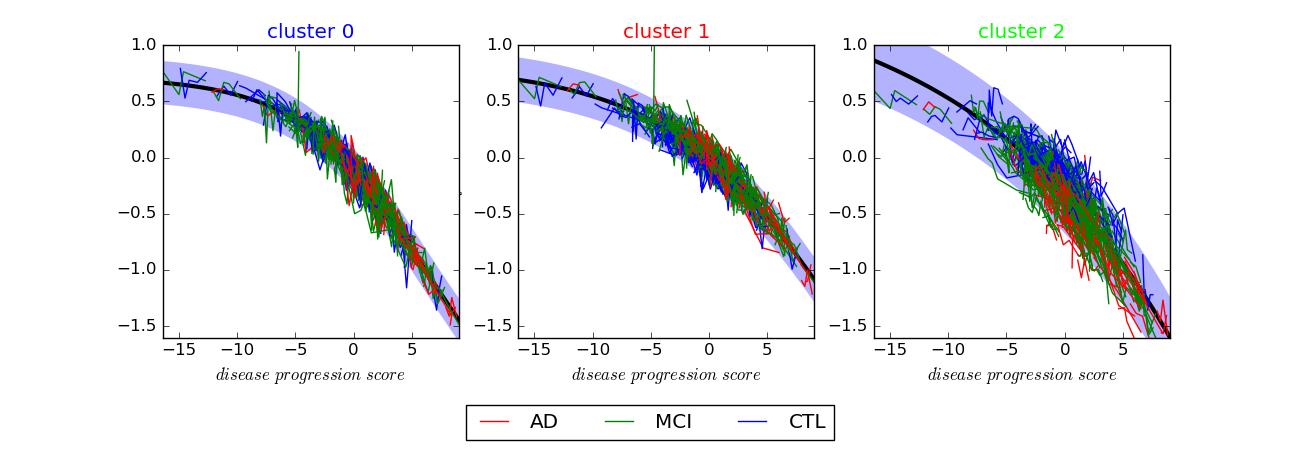 cluster 0 cluster 1 cluster 2
1.0 1.0 1.0
0.5 0.5 0.5
0.0 0.0 0.0
−0.5 −0.5 −0.5
−1.0 −1.0 −1.0
−1.5 −1.5 −1.5
−15 −10 −5 0 5 −15 −10 −5 0 5 −15 −10 −5 0 5
disease progression score disease progression score disease progression score
AD MCI CTL